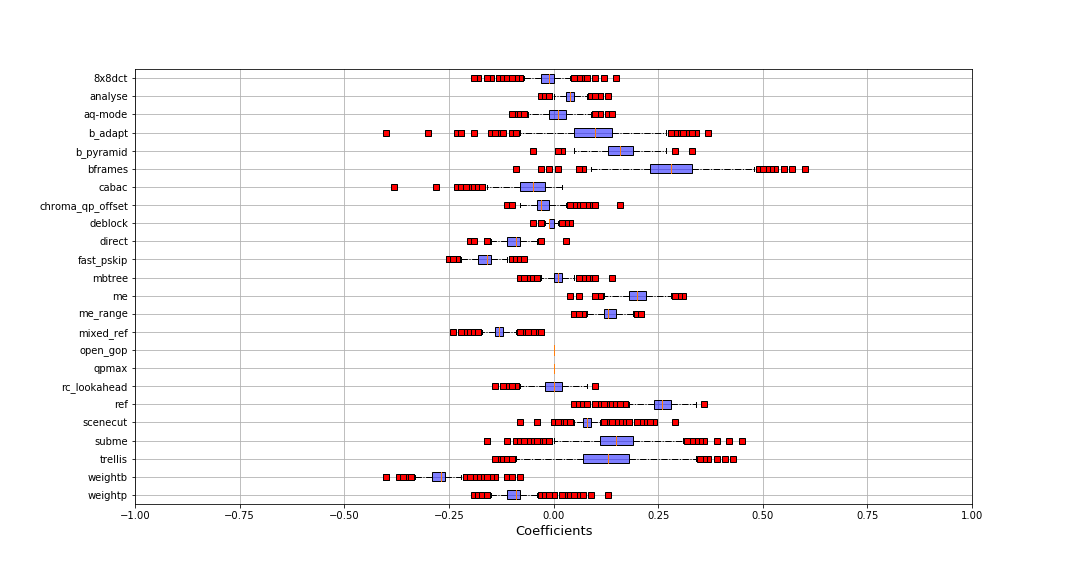 8x8dct
analyse
aq-mode
b_adapt
b_pyramid
bframes
cabac
chroma_qp_offset
deblock
direct
fast_pskip
mbtree
me
me_range
mixed_ref
open_gop
qpmax
rc_lookahead
ref
scenecut
subme
trellis
weightb
weightp
−1.00 −0.75 −0.50 −0.25 0.00 0.25 0.50 0.75 1.00
Coefficients